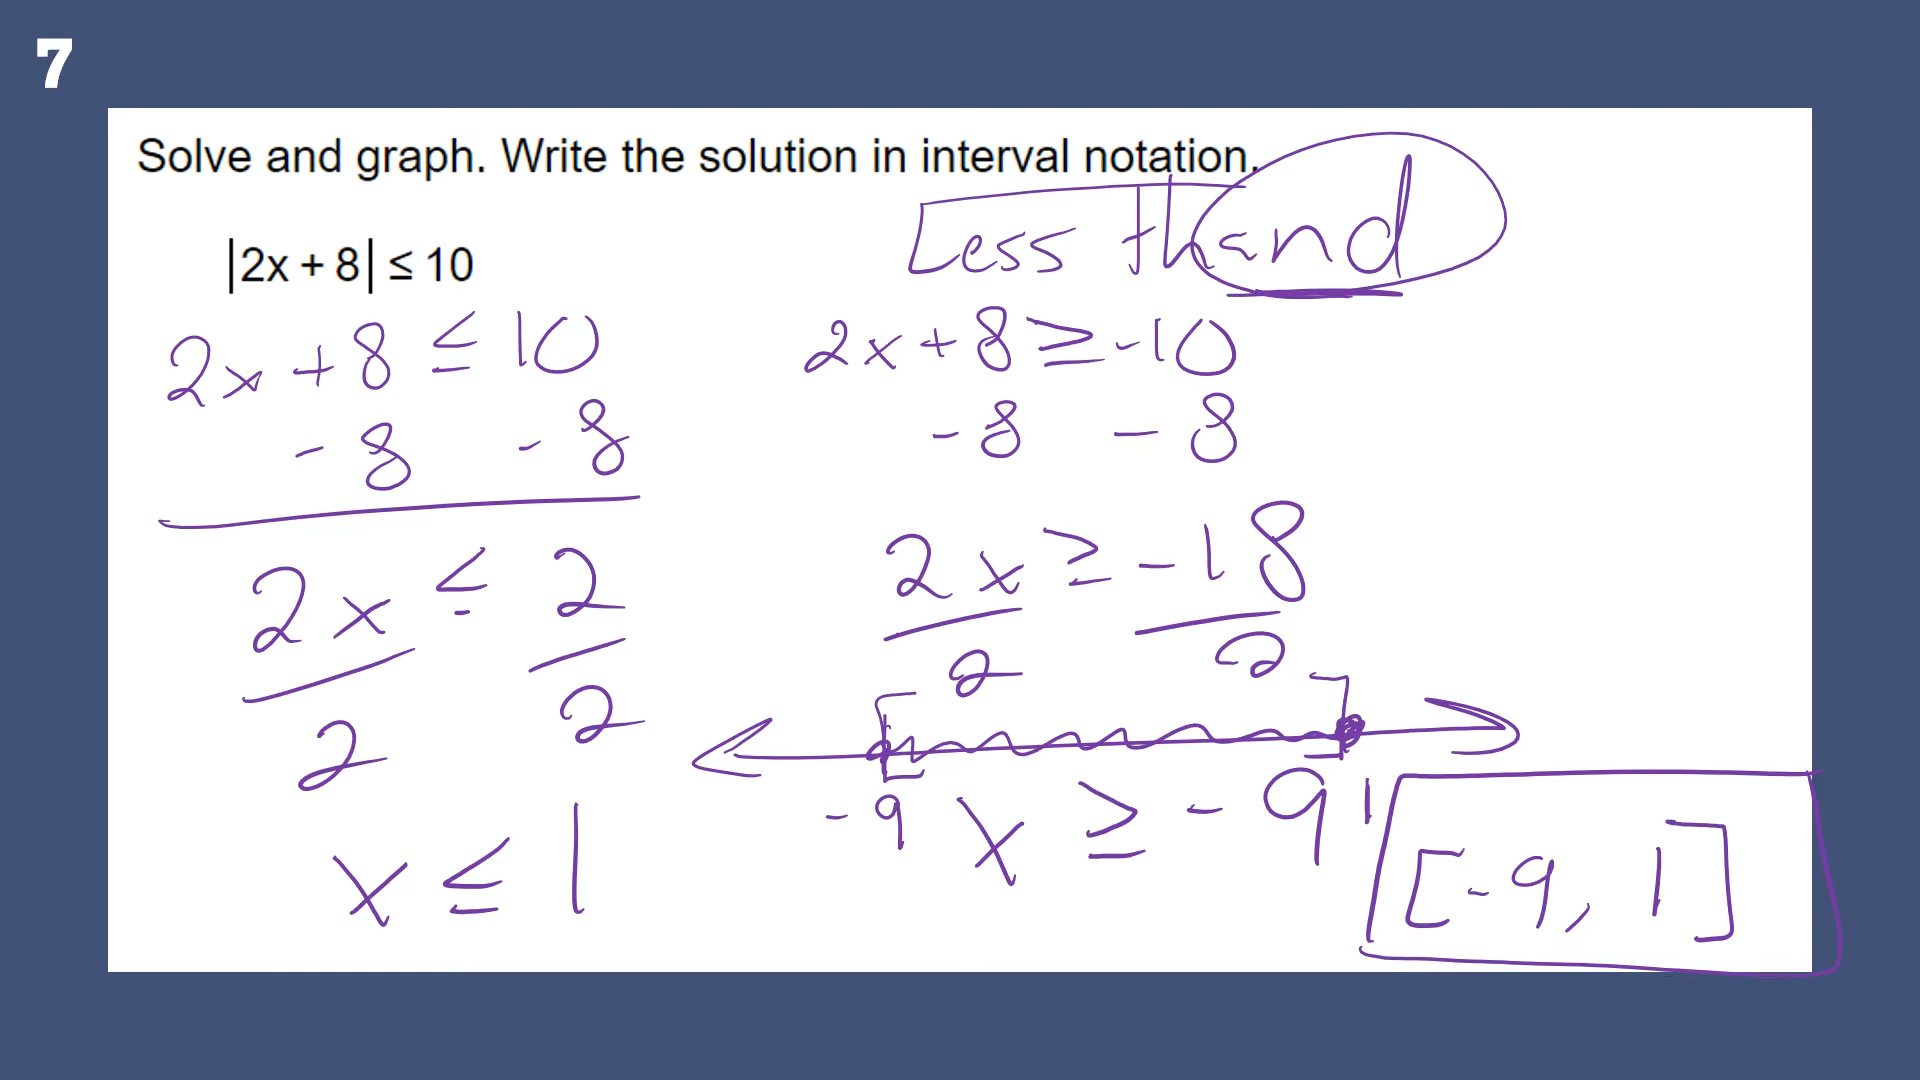 7
Solve and graph. Write the solution in interval notation.
Less thand
|2x + 8| ≤ 10
2x + 8 ≤ 10
2x + 8 ≥ -10
- 8 - 8
- 8 - 8
2x ≤ 2
2x ≥ -18
2 2
2 2
-9 1
x ≤ 1
x ≥ -9
[-9, 1]